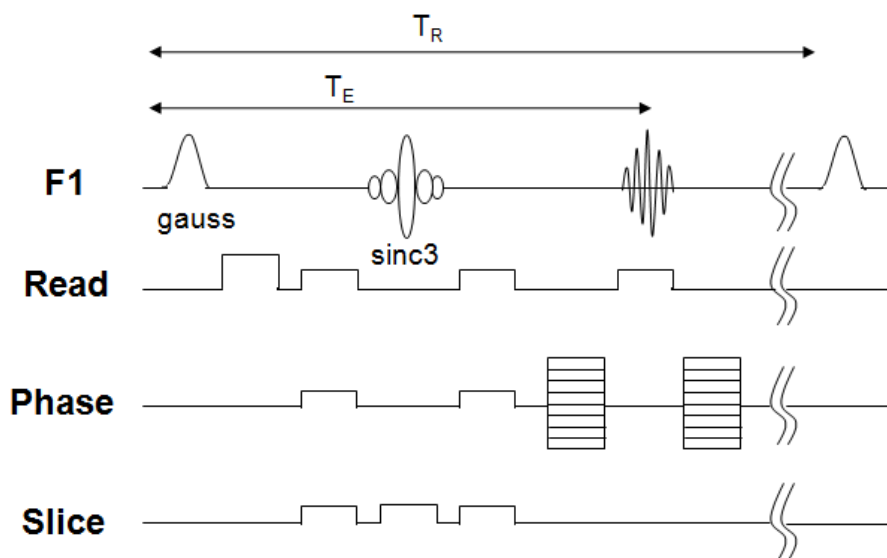 T_R
T_E
F1
gauss
sinc3
Read
Phase
Slice